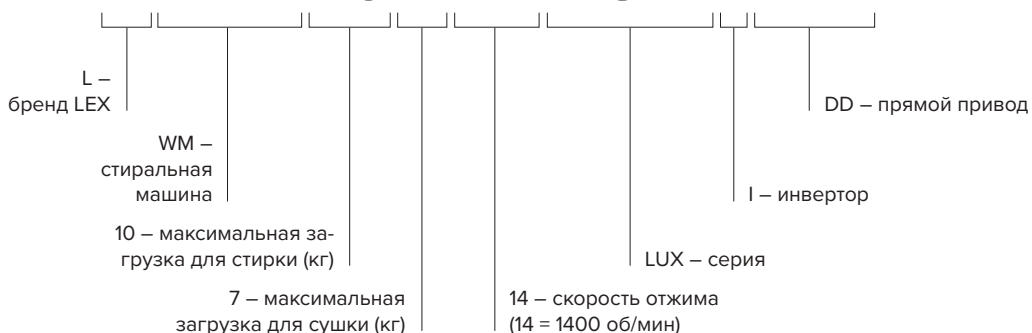 L –
бренд LEX
WM –
стиральная
машина
10 – максимальная за-
грузка для стирки (кг)
7 – максимальная
загрузка для сушки (кг)
14 – скорость отжима
(14 = 1400 об/мин)
LUX – серия
I – инвертор
DD – прямой привод